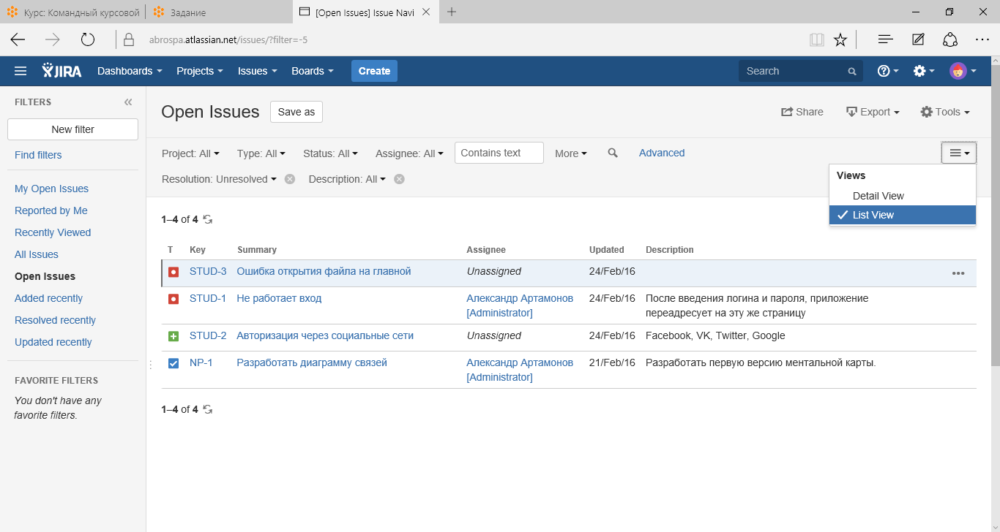 Курс: Командный курсовой
Задание
[Open Issues] Issue Navi
abrospa.atlassian.net/issues/?filter=-5
JIRA Dashboards Projects Issues Boards Create Search
FILTERS
New filter
Find filters
My Open Issues
Reported by Me
Recently Viewed
All Issues
Open Issues
Added recently
Resolved recently
Updated recently
FAVORITE FILTERS
You don't have any
favorite filters.
Open Issues Save as Share Export Tools
Project: All Type: All Status: All Assignee: All Contains text More Advanced
Resolution: Unresolved Description: All
Views
Detail View
List View
1–4 of 4
T Key Summary Assignee Updated Description
STUD-3 Ошибка открытия файла на главной Unassigned 24/Feb/16
STUD-1 Не работает вход Александр Артамонов 24/Feb/16 После введения логина и пароля, приложение
[Administrator] переадресует на эту же страницу
STUD-2 Авторизация через социальные сети Unassigned 24/Feb/16 Facebook, VK, Twitter, Google
NP-1 Разработать диаграмму связей Александр Артамонов 21/Feb/16 Разработать первую версию ментальной карты.
[Administrator]
1–4 of 4